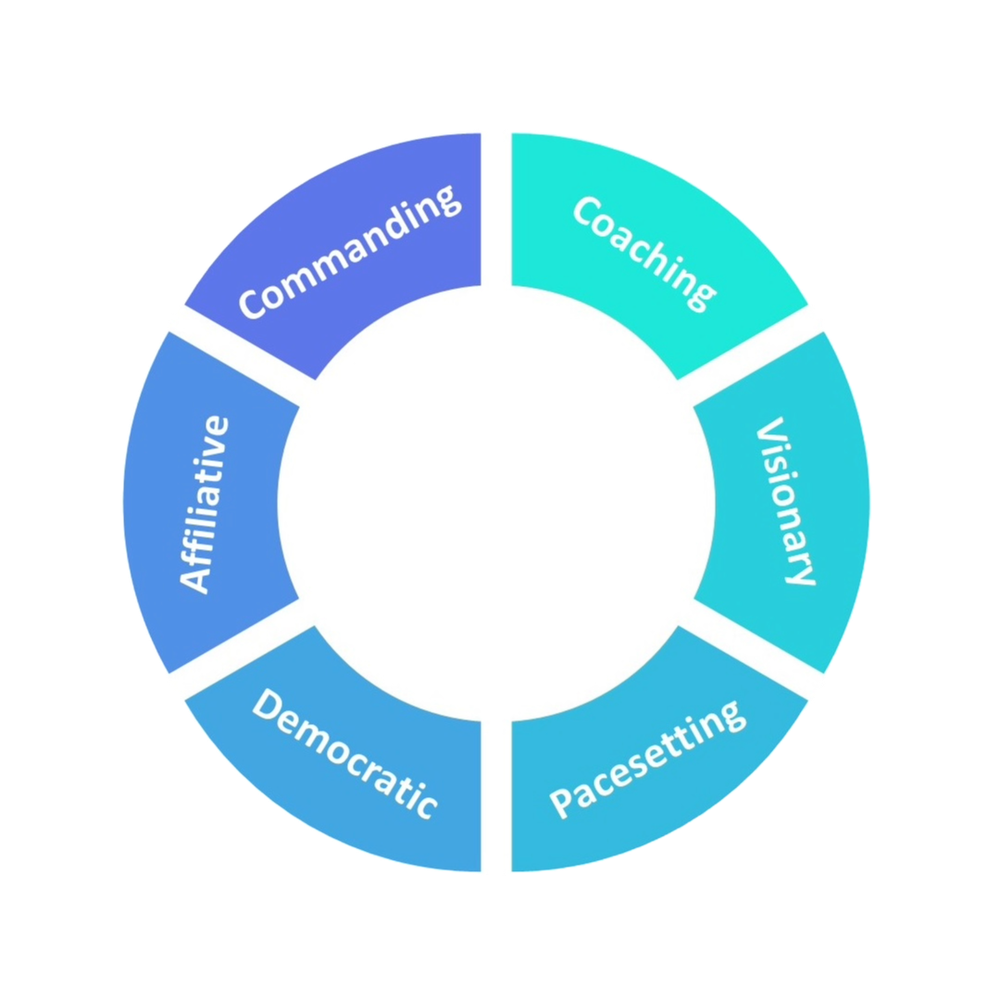 Commanding
Coaching
Visionary
Pacesetting
Democratic
Affiliative